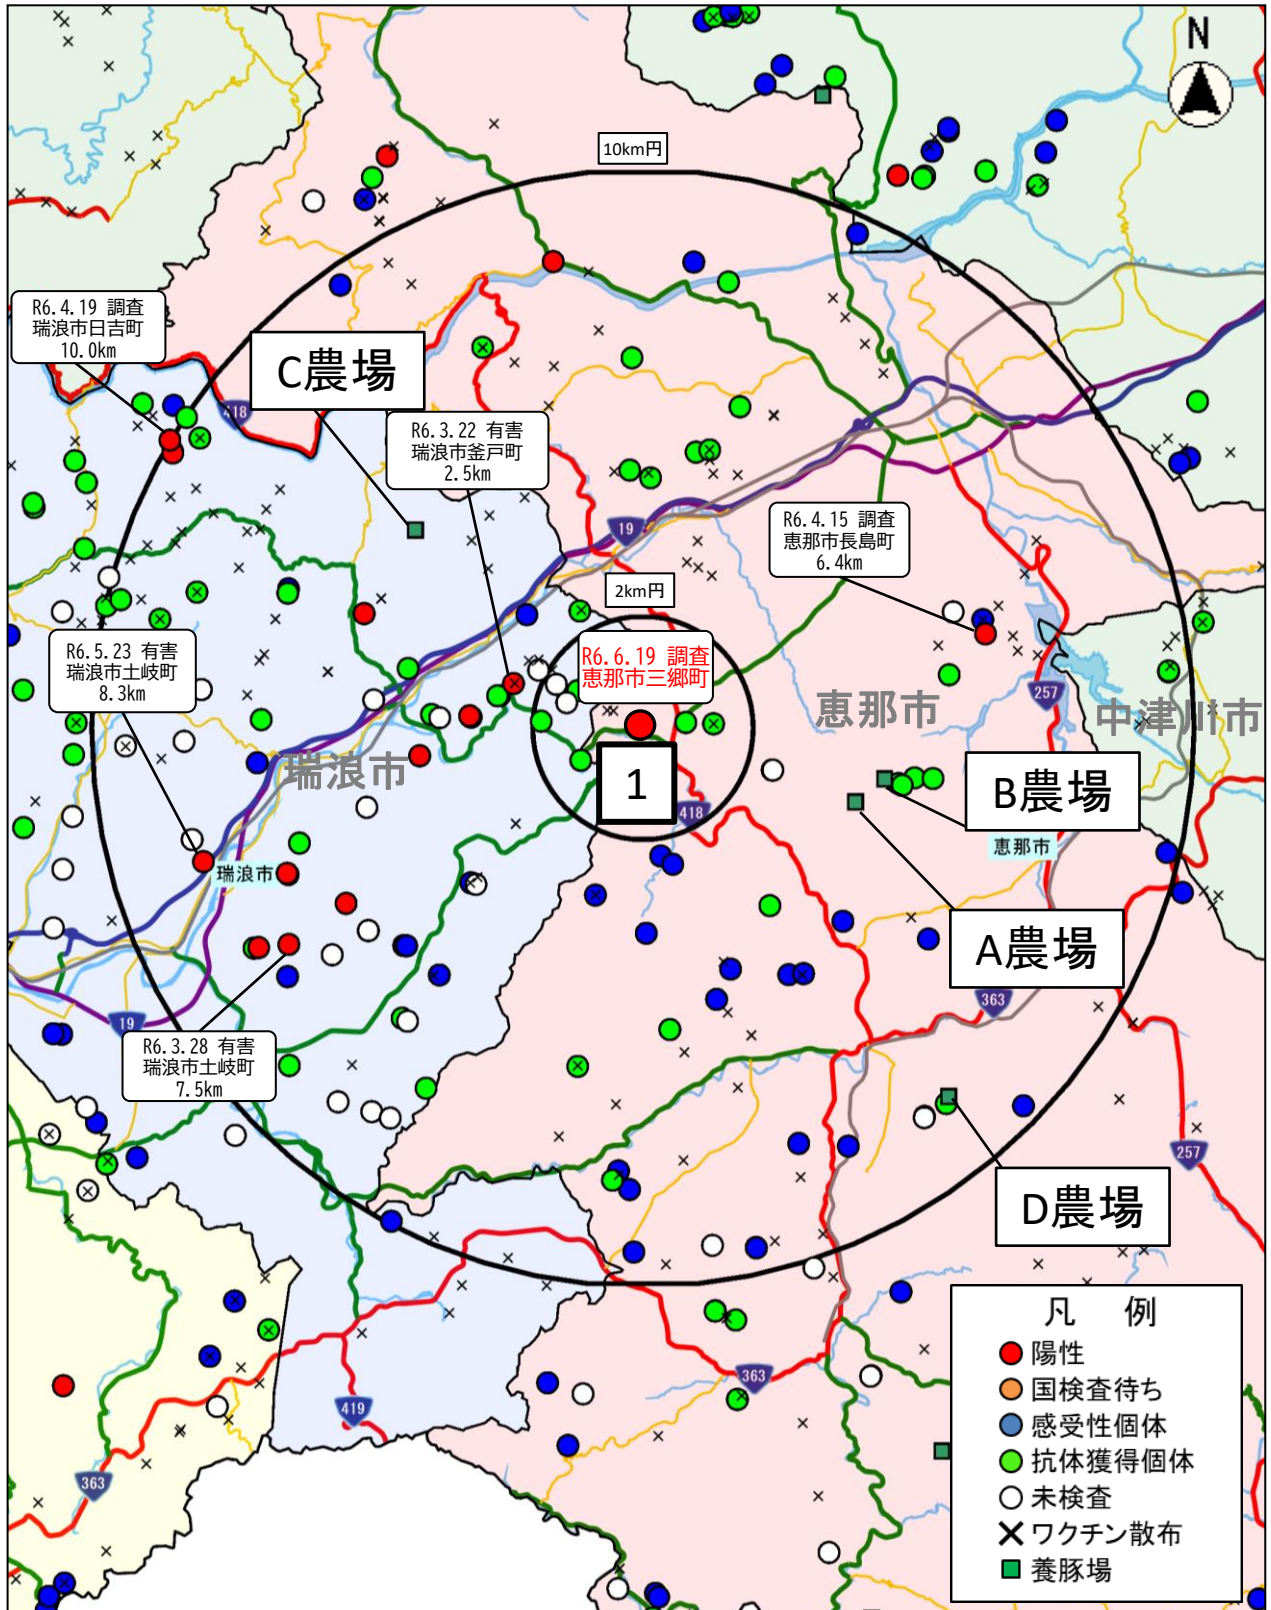 N
10km円
R6.4.19 調査
瑞浪市日吉町
10.0km
C農場
418
R6.3.22 有害
瑞浪市釜戸町
2.5km
19
R6.4.15 調査
恵那市長島町
6.4km
2km円
R6.6.19 調査
恵那市三郷町
R6.5.23 有害
瑞浪市土岐町
8.3km
257
恵那市
中津川市
瑞浪市
1
418
B農場
恵那市
瑞浪市
A農場
363
19
R6.3.28 有害
瑞浪市土岐町
7.5km
257
D農場
363
419
363
凡 例
陽性
国検査待ち
感受性個体
抗体獲得個体
未検査
ワクチン散布
養豚場